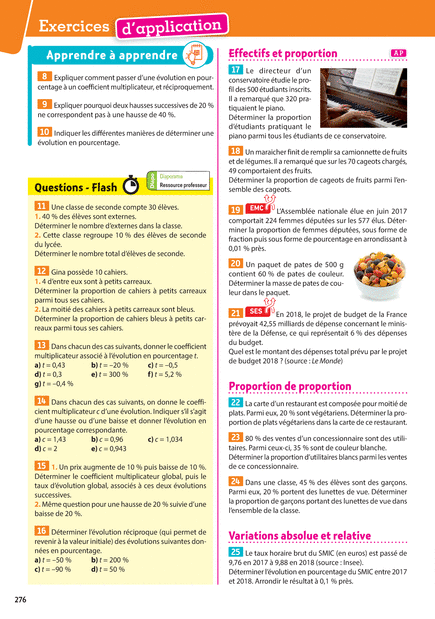 Exercices d'application
Apprendre à apprendre
8 Expliquer comment passer d'une évolution en pour-
centage à un coefficient multiplicateur, et réciproquement.
9 Expliquer pourquoi deux hausses successives de 20 %
ne correspondent pas à une hausse de 40 %.
10 Indiquer les différentes manières de déterminer une
évolution en pourcentage.
Questions - Flash
Diaporama
Ressource professeur
11 Une classe de seconde compte 30 élèves.
1. 40 % des élèves sont externes.
Déterminer le nombre d'externes dans la classe.
2. Cette classe regroupe 10 % des élèves de seconde
du lycée.
Déterminer le nombre total d'élèves de seconde.
12 Gina possède 10 cahiers.
1. 4 d'entre eux sont à petits carreaux.
Déterminer la proportion de cahiers à petits carreaux
parmi tous ses cahiers.
2. La moitié des cahiers à petits carreaux sont bleus.
Déterminer la proportion de cahiers bleus à petits car-
reaux parmi tous ses cahiers.
13 Dans chacun des cas suivants, donner le coefficient
multiplicateur associé à l'évolution en pourcentage t.
a) t = 0,43 b) t = –20 % c) t = –0,5
d) t = 0,3 e) t = 300 % f) t = 5,2 %
g) t = –0,4 %
14 Dans chacun des cas suivants, on donne le coeffi-
cient multiplicateur c d'une évolution. Indiquer s'il s'agit
d'une hausse ou d'une baisse et donner l'évolution en
pourcentage correspondante.
a) c = 1,43 b) c = 0,96 c) c = 1,034
d) c = 2 e) c = 0,943
15 1. Un prix augmente de 10 % puis baisse de 10 %.
Déterminer le coefficient multiplicateur global, puis le
taux d'évolution global, associés à ces deux évolutions
successives.
2. Même question pour une hausse de 20 % suivie d'une
baisse de 20 %.
16 Déterminer l'évolution réciproque (qui permet de
revenir à la valeur initiale) des évolutions suivantes don-
nées en pourcentage.
a) t = –50 % b) t = 200 %
c) t = –90 % d) t = 50 %
276
Effectifs et proportion
AP
17 Le directeur d'un
conservatoire étudie le pro-
fil des 500 étudiants inscrits.
Il a remarqué que 320 pra-
tiquaient le piano.
Déterminer la proportion
d'étudiants pratiquant le
piano parmi tous les étudiants de ce conservatoire.
18 Un maraicher finit de remplir sa camionnette de fruits
et de légumes. Il a remarqué que sur les 70 cageots chargés,
49 comportaient des fruits.
Déterminer la proportion de cageots de fruits parmi l'en-
semble des cageots.
19 EMC L'Assemblée nationale élue en juin 2017
comportait 224 femmes députées sur les 577 élus. Déter-
miner la proportion de femmes députées, sous forme de
fraction puis sous forme de pourcentage en arrondissant à
0,01 % près.
20 Un paquet de pates de 500 g
contient 60 % de pates de couleur.
Déterminer la masse de pates de cou-
leur dans le paquet.
21 SES En 2018, le projet de budget de la France
prévoyait 42,55 milliards de dépense concernant le minis-
tère de la Défense, ce qui représentait 6 % des dépenses
du budget.
Quel est le montant des dépenses total prévu par le projet
de budget 2018 ? (source : Le Monde)
Proportion de proportion
22 La carte d'un restaurant est composée pour moitié de
plats. Parmi eux, 20 % sont végétariens. Déterminer la pro-
portion de plats végétariens dans la carte de ce restaurant.
23 80 % des ventes d'un concessionnaire sont des utili-
taires. Parmi ceux-ci, 35 % sont de couleur blanche.
Déterminer la proportion d'utilitaires blancs parmi les ventes
de ce concessionnaire.
24 Dans une classe, 45 % des élèves sont des garçons.
Parmi eux, 20 % portent des lunettes de vue. Déterminer
la proportion de garçons portant des lunettes de vue dans
l'ensemble de la classe.
Variations absolue et relative
25 Le taux horaire brut du SMIC (en euros) est passé de
9,76 en 2017 à 9,88 en 2018 (source : Insee).
Déterminer l'évolution en pourcentage du SMIC entre 2017
et 2018. Arrondir le résultat à 0,1 % près.